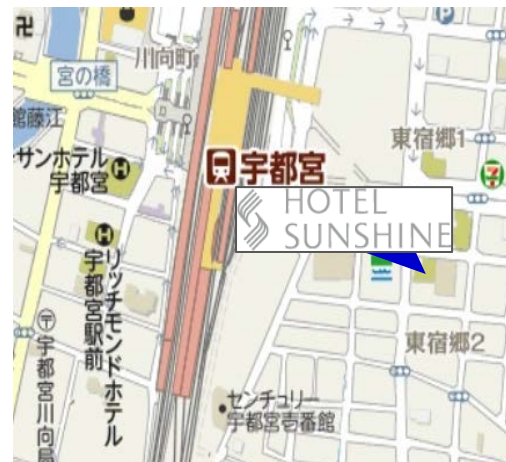 川向町
宮の橋
館藤江
サンホテル
宇都宮
宇都宮
東宿郷1
HOTEL
SUNSHINE
リッチモンドホテル
宇都宮駅前
東宿郷2
宇都宮川向局
センチュリー
宇都宮壱番館